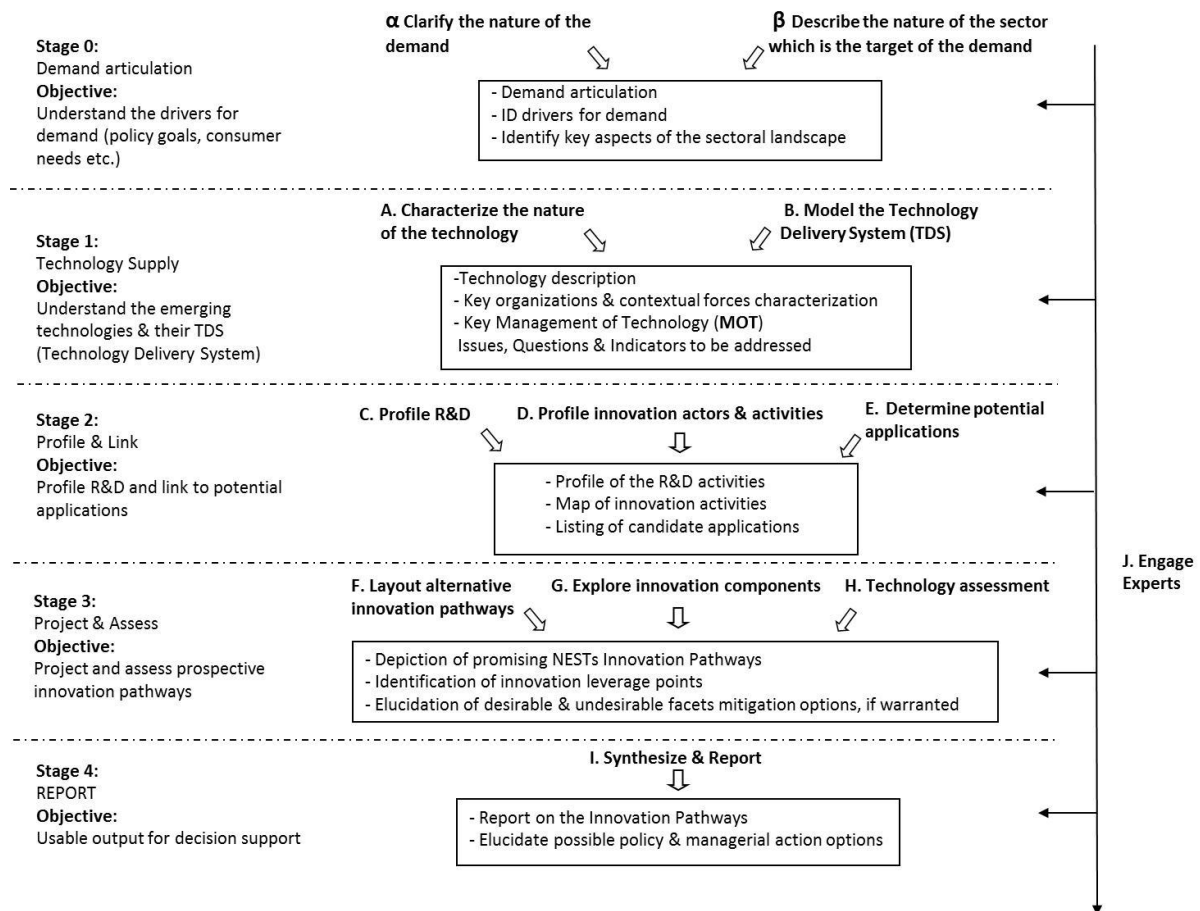 Stage 0:
Demand articulation
Objective:
Understand the drivers for
demand (policy goals, consumer
needs etc.)
α Clarify the nature of the
demand
β Describe the nature of the sector
which is the target of the demand
- Demand articulation
- ID drivers for demand
- Identify key aspects of the sectoral landscape
Stage 1:
Technology Supply
Objective:
Understand the emerging
technologies & their TDS
(Technology Delivery System)
A. Characterize the nature
of the technology
B. Model the Technology
Delivery System (TDS)
-Technology description
- Key organizations & contextual forces characterization
- Key Management of Technology (MOT)
Issues, Questions & Indicators to be addressed
Stage 2:
Profile & Link
Objective:
Profile R&D and link to potential
applications
C. Profile R&D
D. Profile innovation actors & activities
E. Determine potential
applications
- Profile of the R&D activities
- Map of innovation activities
- Listing of candidate applications
Stage 3:
Project & Assess
Objective:
Project and assess prospective
innovation pathways
F. Layout alternative
innovation pathways
G. Explore innovation components
H. Technology assessment
- Depiction of promising NESTs Innovation Pathways
- Identification of innovation leverage points
- Elucidation of desirable & undesirable facets mitigation options, if warranted
Stage 4:
REPORT
Objective:
Usable output for decision support
I. Synthesize & Report
- Report on the Innovation Pathways
- Elucidate possible policy & managerial action options
J. Engage
Experts